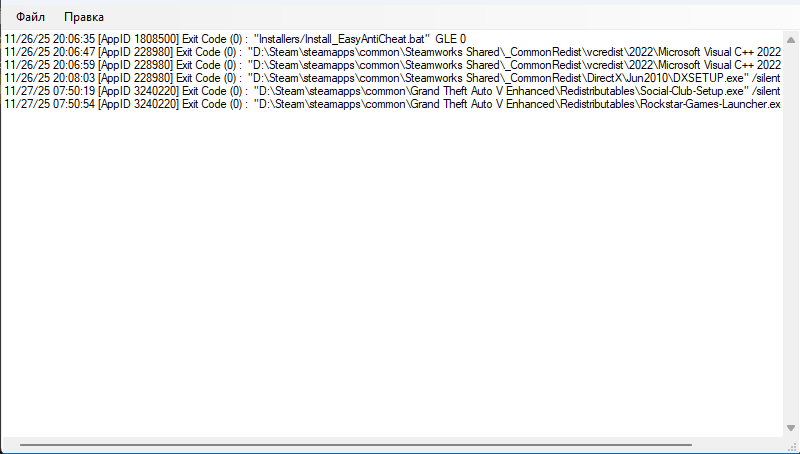 Файл Правка
11/26/25 20:06:35 [AppID 1808500] Exit Code (0) :  "Installers/Install_EasyAntiCheat.bat"  GLE 0
11/26/25 20:06:47 [AppID 228980] Exit Code (0) :  "D:\Steam\steamapps\common\Steamworks Shared\_CommonRedist\vcredist\2022\Microsoft Visual C++ 2022
11/26/25 20:06:59 [AppID 228980] Exit Code (0) :  "D:\Steam\steamapps\common\Steamworks Shared\_CommonRedist\vcredist\2022\Microsoft Visual C++ 2022
11/26/25 20:08:03 [AppID 228980] Exit Code (0) :  "D:\Steam\steamapps\common\Steamworks Shared\_CommonRedist\DirectX\Jun2010\DXSETUP.exe" /silent
11/27/25 07:50:19 [AppID 3240220] Exit Code (0) :  "D:\Steam\steamapps\common\Grand Theft Auto V Enhanced\Redistributables\Social-Club-Setup.exe" /silent
11/27/25 07:50:54 [AppID 3240220] Exit Code (0) :  "D:\Steam\steamapps\common\Grand Theft Auto V Enhanced\Redistributables\Rockstar-Games-Launcher.ex